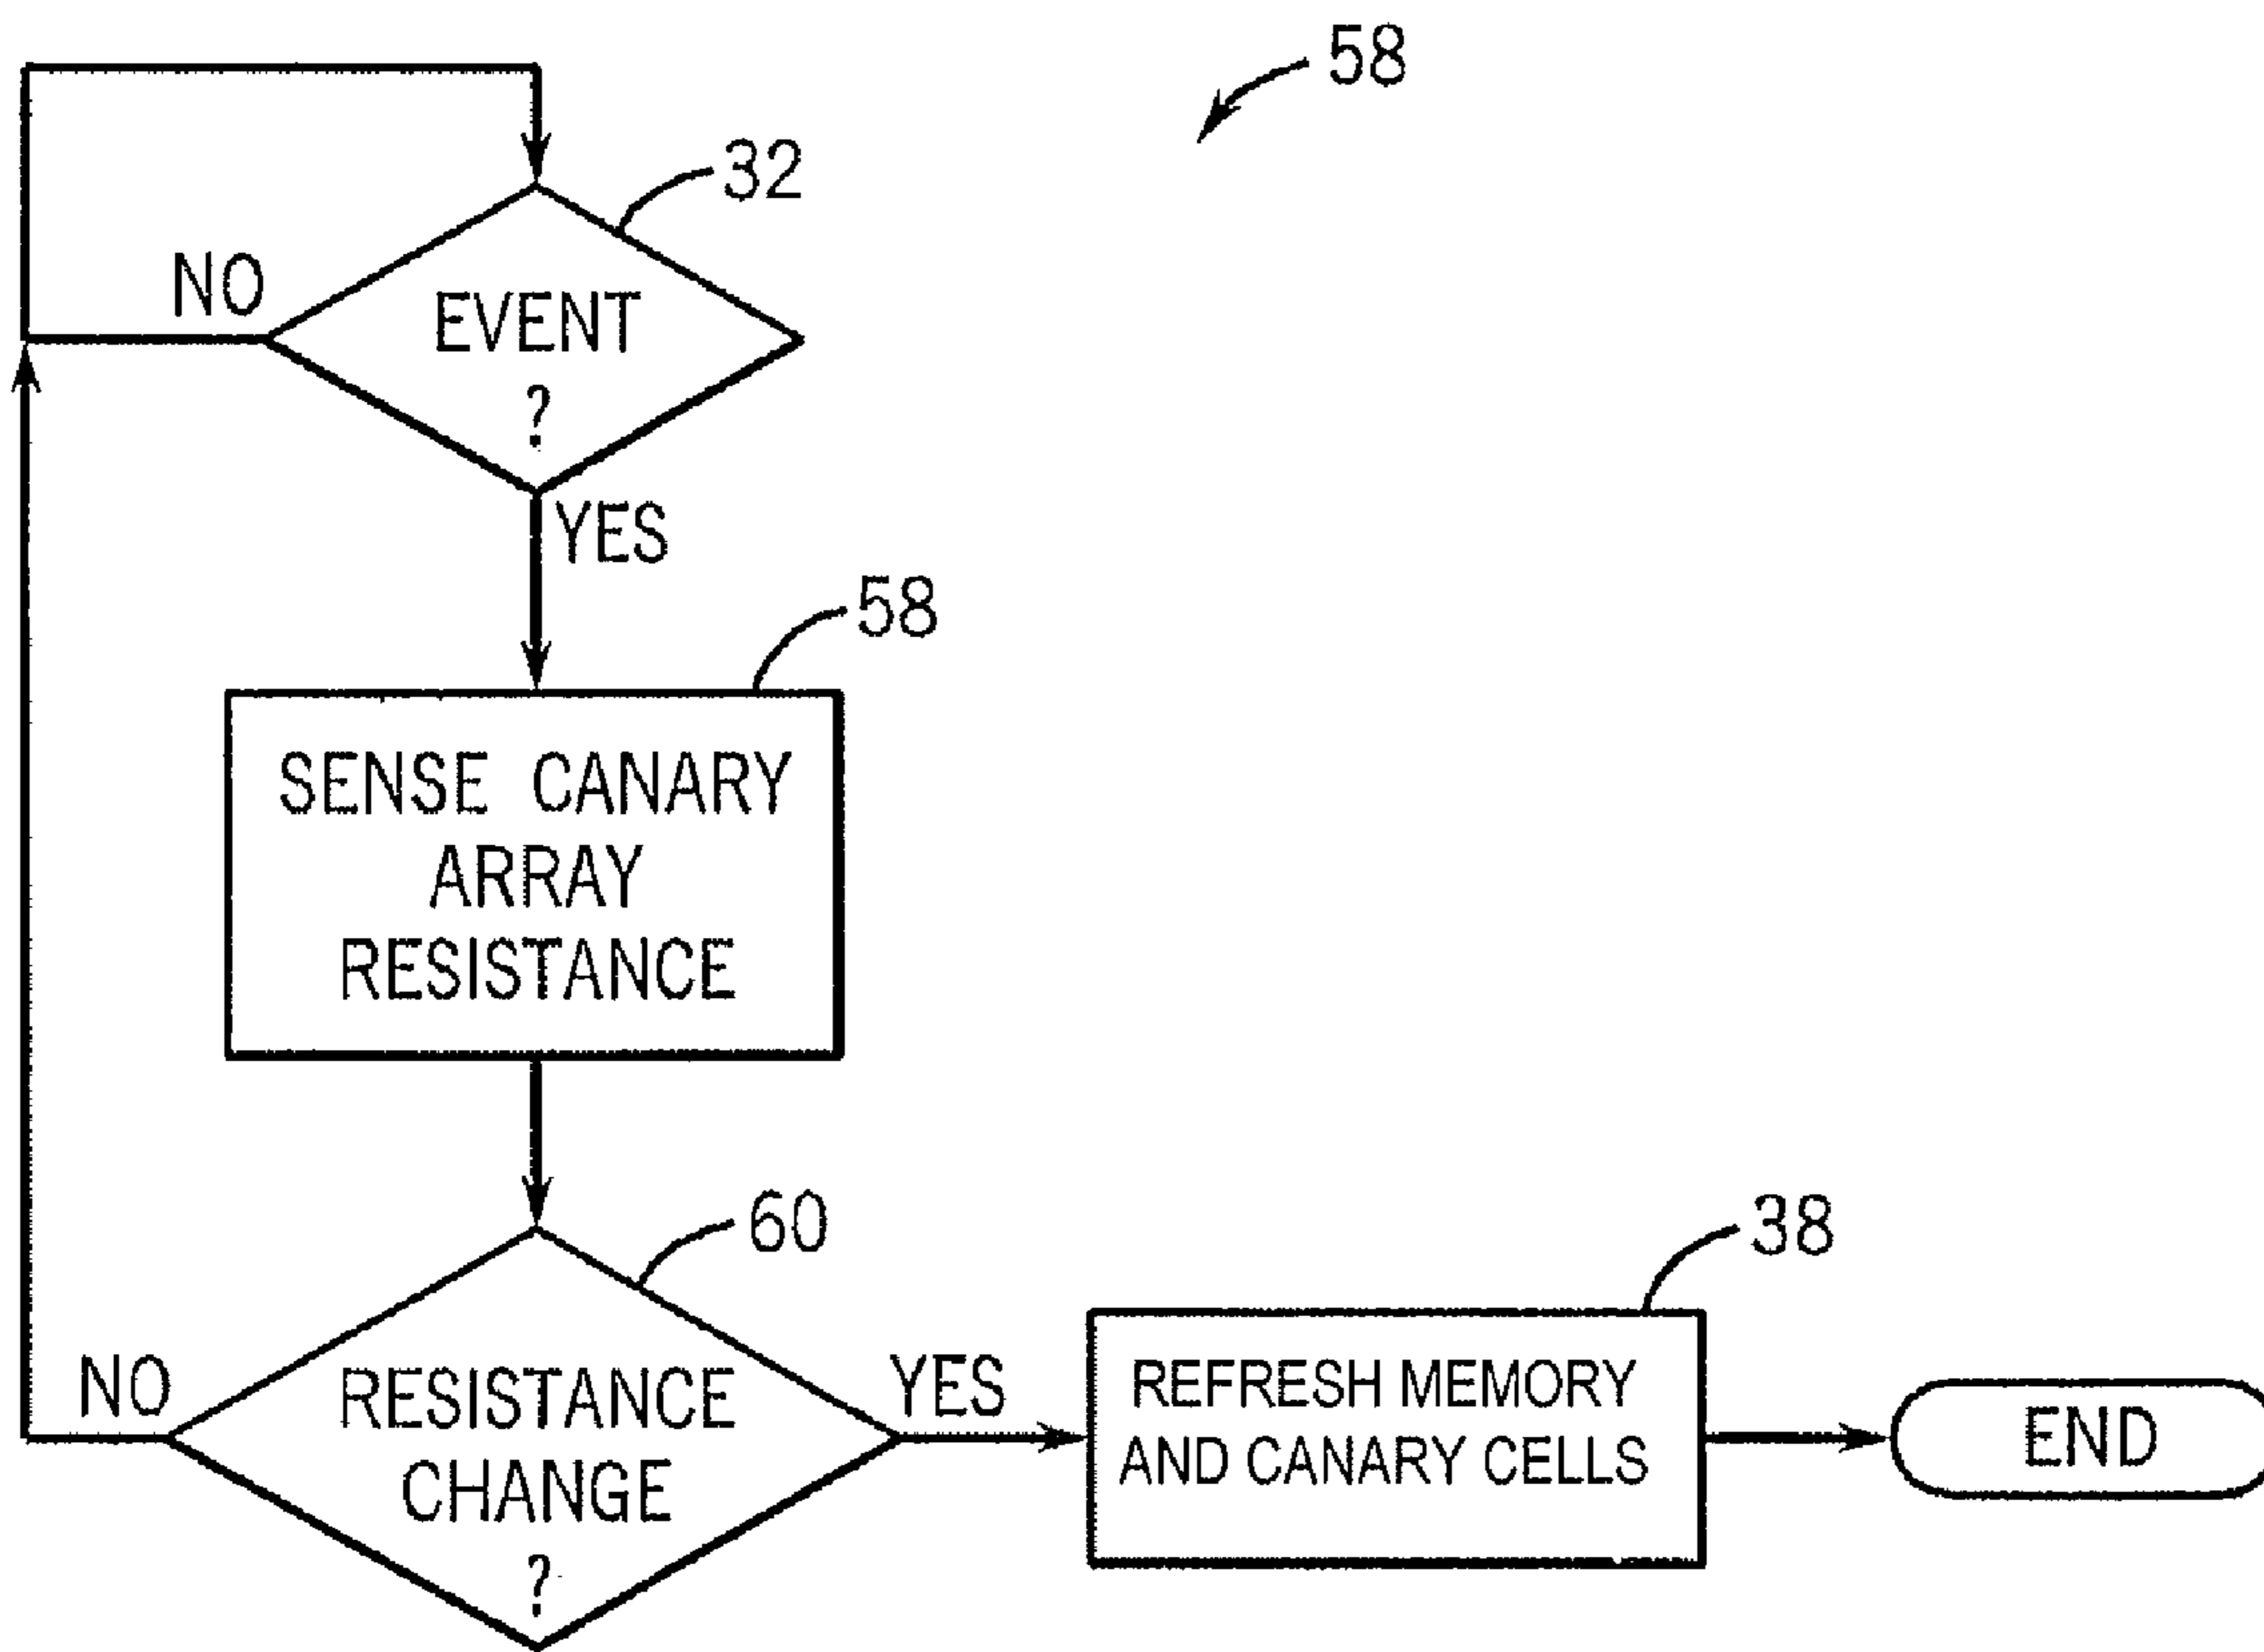 58
32
NO
EVENT
?
YES
58
SENSE CANARY
ARRAY
RESISTANCE
60
38
NO
RESISTANCE
CHANGE
?
YES
REFRESH MEMORY
AND CANARY CELLS
END